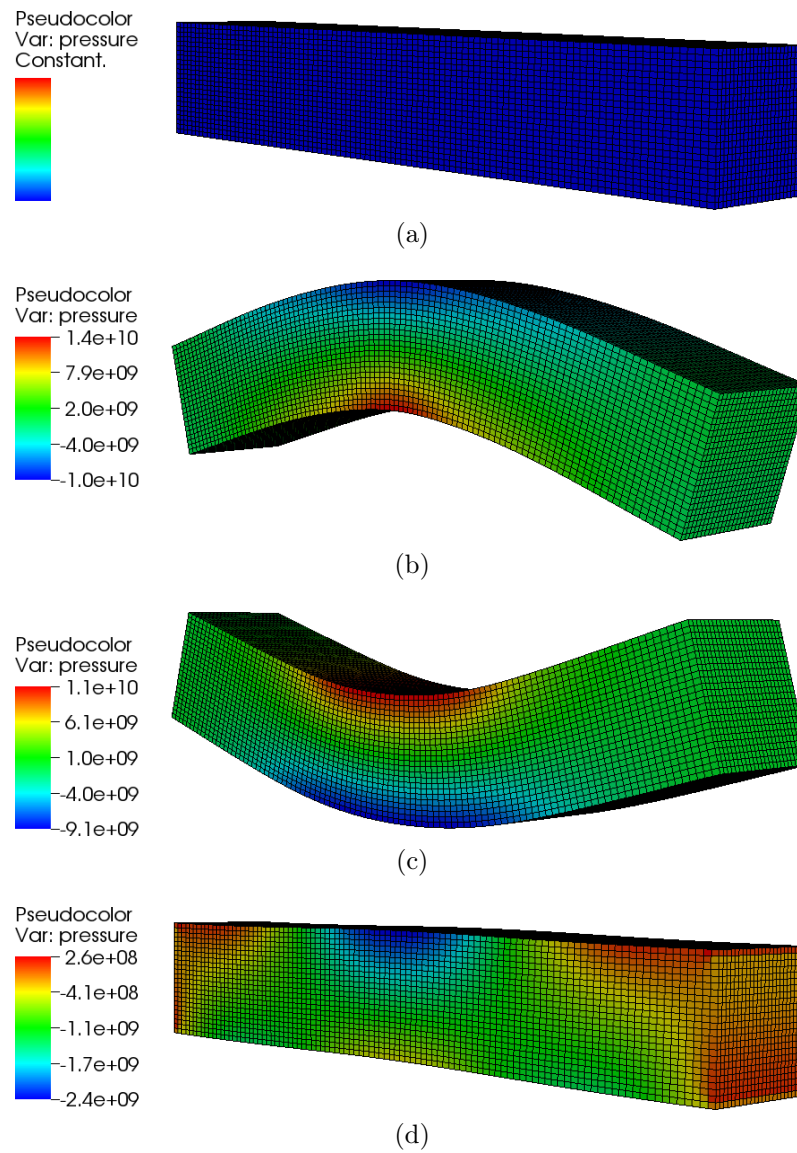 Pseudocolor
Var: pressure
Constant.
(a)
Pseudocolor
Var: pressure
1.4e+10
7.9e+09
2.0e+09
-4.0e+09
-1.0e+10
(b)
Pseudocolor
Var: pressure
1.1e+10
6.1e+09
1.0e+09
-4.0e+09
-9.1e+09
(c)
Pseudocolor
Var: pressure
2.6e+08
-4.1e+08
-1.1e+09
-1.7e+09
-2.4e+09
(d)